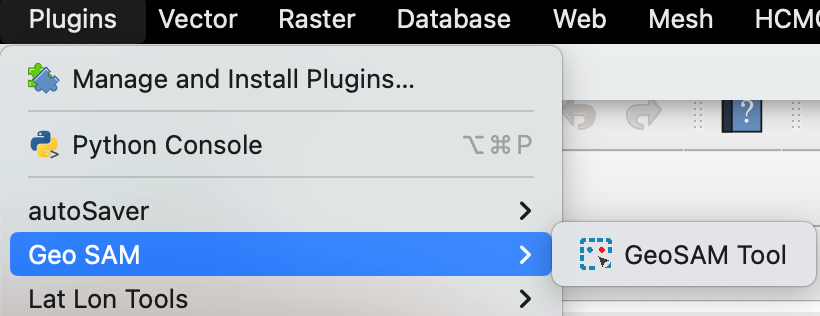 Plugins Vector Raster Database Web Mesh HCMG
Manage and Install Plugins...
Python Console ⌥⌘P
?
autoSaver
Geo SAM
GeoSAM Tool
Lat Lon Tools